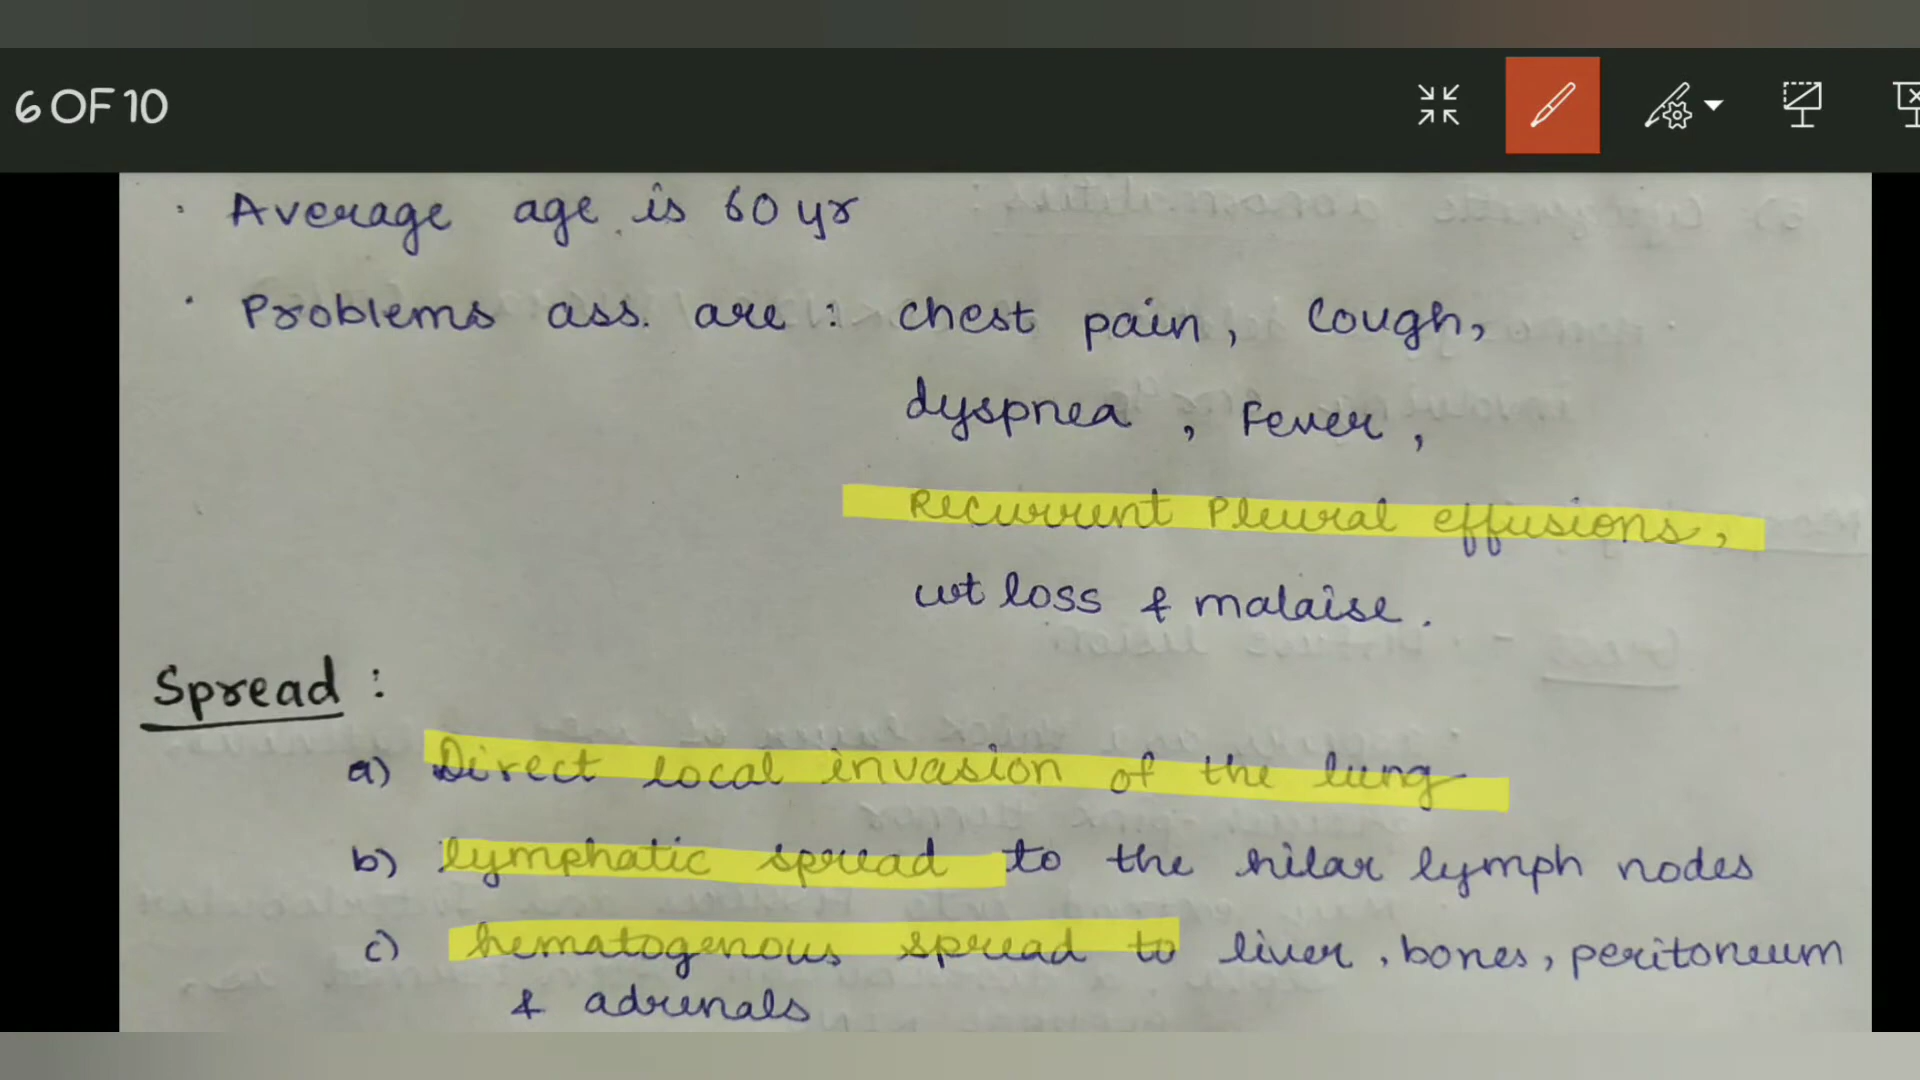 6 OF 10
• Average age is 60 yr
• Problems ass. are : chest pain, Cough,
dyspnea, Fever,
Recurrent Pleural effusions,
wt loss & malaise.
Spread :
a) Direct local invasion of the lung
b) lymphatic spread to the hilar lymph nodes
c) hematogenous spread to liver, bones, peritoneum
& adrenals